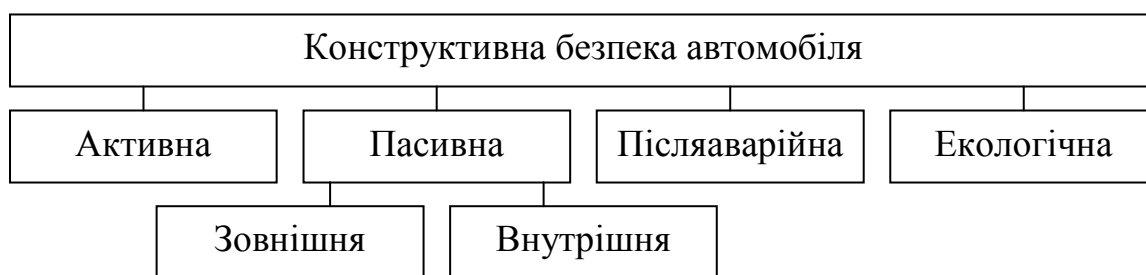 Конструктивна безпека автомобіля
Активна
Пасивна
Післяаварійна
Екологічна
Зовнішня
Внутрішня